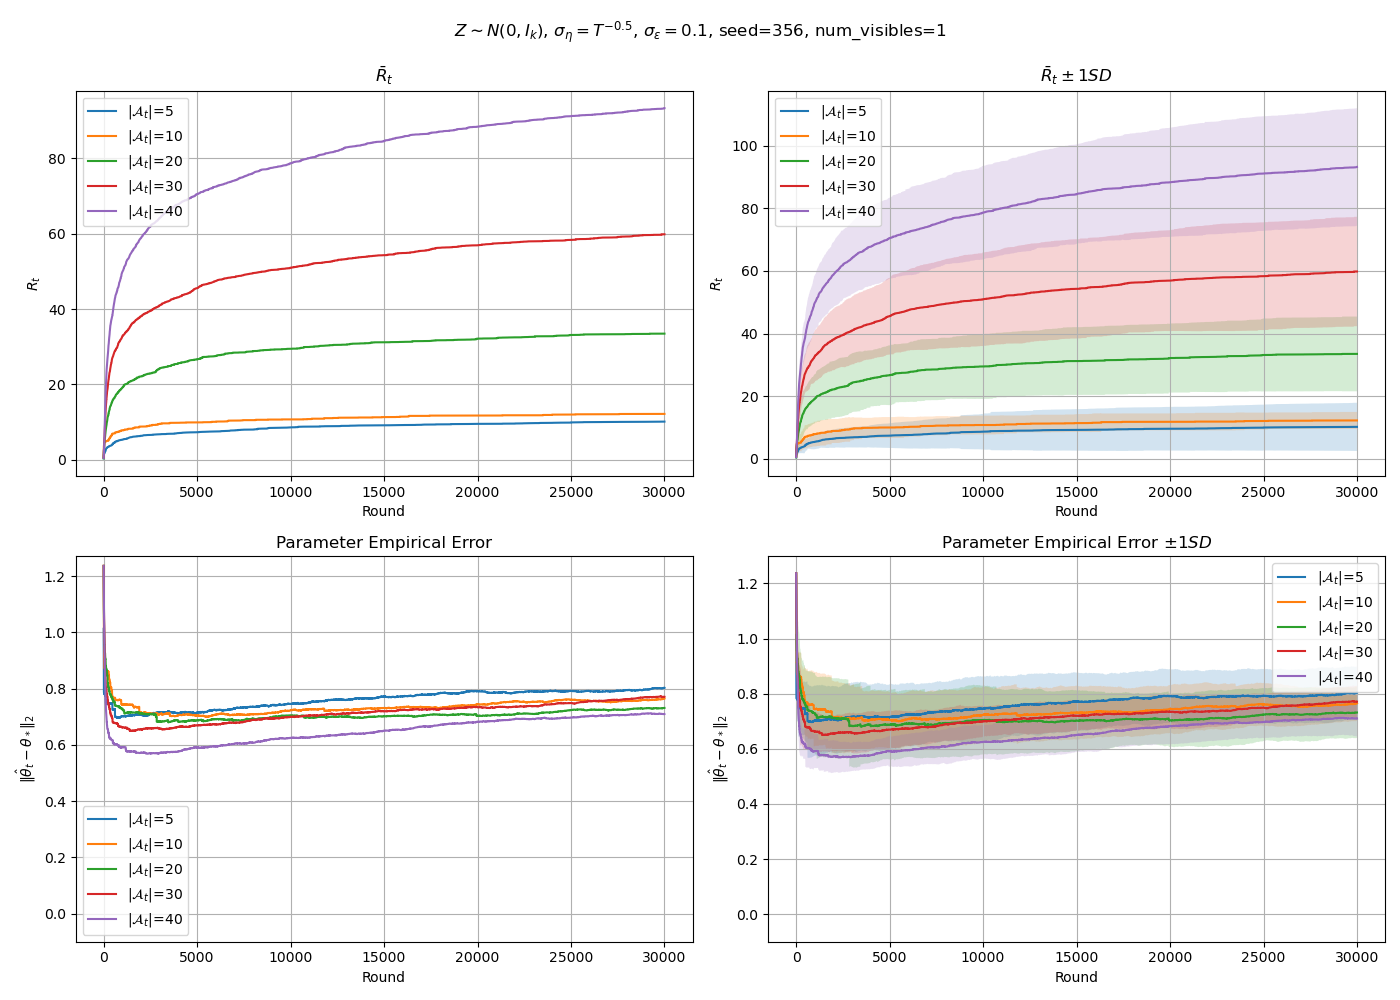 Z ∼ N(0, I_k), σ_η = T^{−0.5}, σ_ε = 0.1, seed=356, num_visibles=1
R̄_t
R_t
80
60
40
20
0
|𝒜_t|=5
|𝒜_t|=10
|𝒜_t|=20
|𝒜_t|=30
|𝒜_t|=40
0 5000 10000 15000 20000 25000 30000
Round
R̄_t ± 1SD
R_t
100
80
60
40
20
0
|𝒜_t|=5
|𝒜_t|=10
|𝒜_t|=20
|𝒜_t|=30
|𝒜_t|=40
0 5000 10000 15000 20000 25000 30000
Round
Parameter Empirical Error
‖θ̂_t − θ_*‖_2
1.2
1.0
0.8
0.6
0.4
0.2
0.0
|𝒜_t|=5
|𝒜_t|=10
|𝒜_t|=20
|𝒜_t|=30
|𝒜_t|=40
0 5000 10000 15000 20000 25000 30000
Round
Parameter Empirical Error ±1SD
‖θ̂_t − θ_*‖_2
1.2
1.0
0.8
0.6
0.4
0.2
0.0
|𝒜_t|=5
|𝒜_t|=10
|𝒜_t|=20
|𝒜_t|=30
|𝒜_t|=40
0 5000 10000 15000 20000 25000 30000
Round